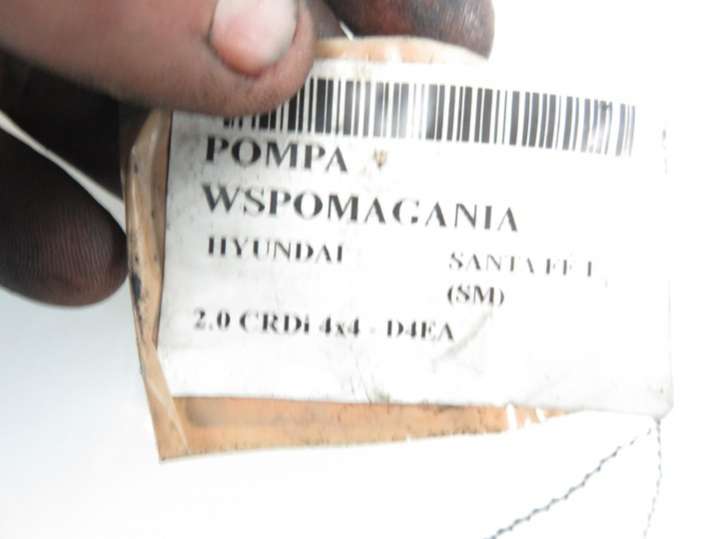 POMPA
WSPOMAGANIA
HYUNDAI SANTA FE I
(SM)
2.0 CRDi 4x4 - D4EA